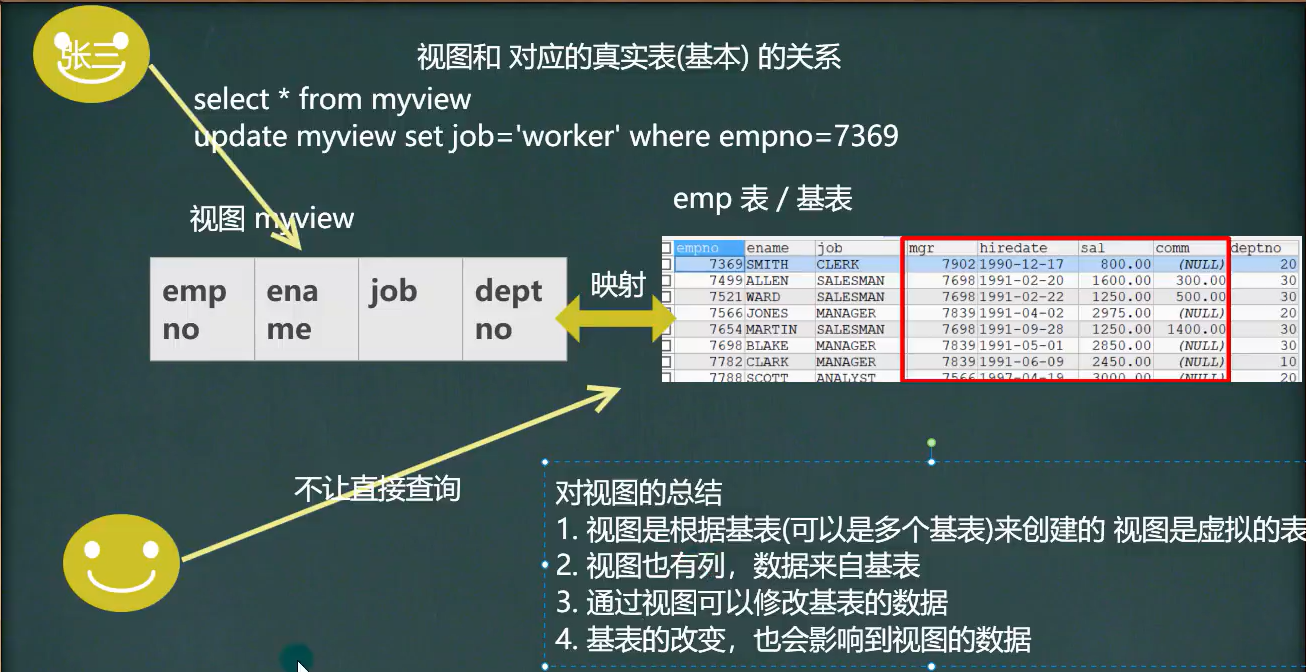 张三
视图和 对应的真实表(基本) 的关系
select * from myview
update myview set job='worker' where empno=7369
emp 表 / 基表
视图 myview
emp
no
ena
me
job
dept
no
映射
empno ename job mgr hiredate sal comm deptno
7369 SMITH CLERK 7902 1990-12-17 800.00 (NULL) 20
7499 ALLEN SALESMAN 7698 1991-02-20 1600.00 300.00 30
7521 WARD SALESMAN 7698 1991-02-22 1250.00 500.00 30
7566 JONES MANAGER 7839 1991-04-02 2975.00 (NULL) 20
7654 MARTIN SALESMAN 7698 1991-09-28 1250.00 1400.00 30
7698 BLAKE MANAGER 7839 1991-05-01 2850.00 (NULL) 30
7782 CLARK MANAGER 7839 1991-06-09 2450.00 (NULL) 10
7788 SCOTT ANALYST 7566 1997-04-19 3000.00 (NULL) 20
不让直接查询
对视图的总结
1. 视图是根据基表(可以是多个基表)来创建的 视图是虚拟的表
2. 视图也有列，数据来自基表
3. 通过视图可以修改基表的数据
4. 基表的改变，也会影响到视图的数据